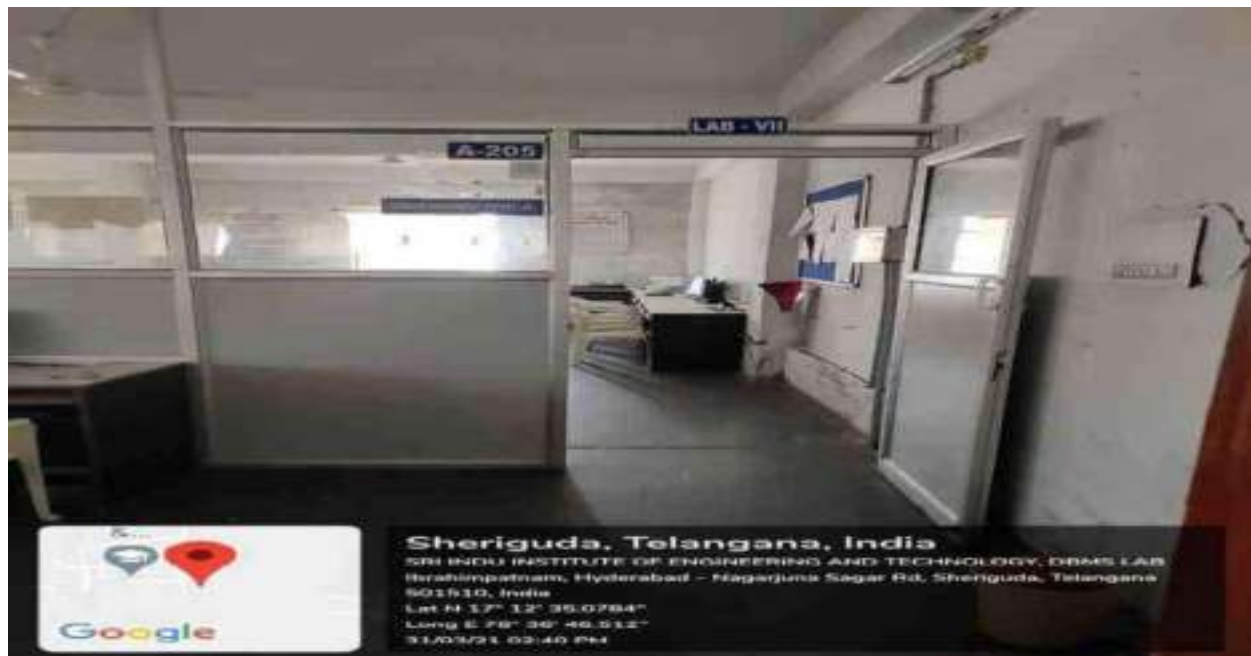 LAB - VII
A-205
Google
Sheriguda, Telangana, India
SRI INDU INSTITUTE OF ENGINEERING AND TECHNOLOGY, DBMS LAB
Ibrahimpatnam, Hyderabad – Nagarjuna Sagar Rd, Sheriguda, Telangana
501510, India
Lat N 17° 12' 35.0784"
Long E 78° 36' 46.512"
31/03/21 02:40 PM